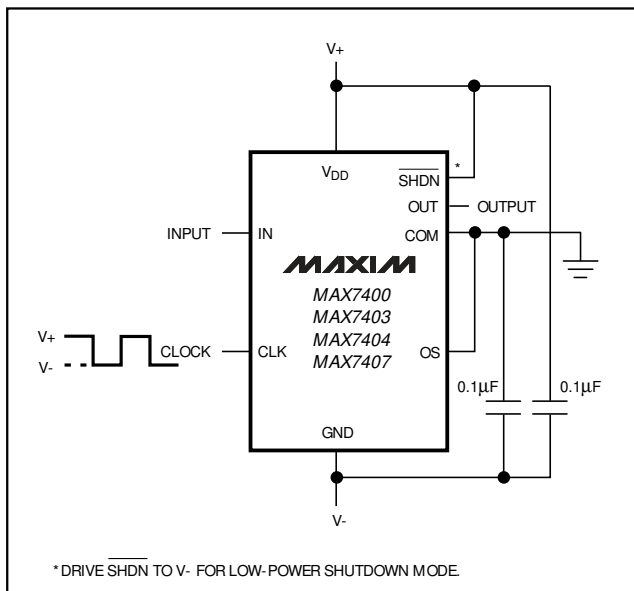 V+
VDD
SHDN
*
OUT
OUTPUT
INPUT
IN
COM
MAXIM
MAX7400
MAX7403
MAX7404
MAX7407
V+
V-
CLOCK
CLK
OS
0.1µF
0.1µF
GND
V-
* DRIVE SHDN TO V- FOR LOW-POWER SHUTDOWN MODE.